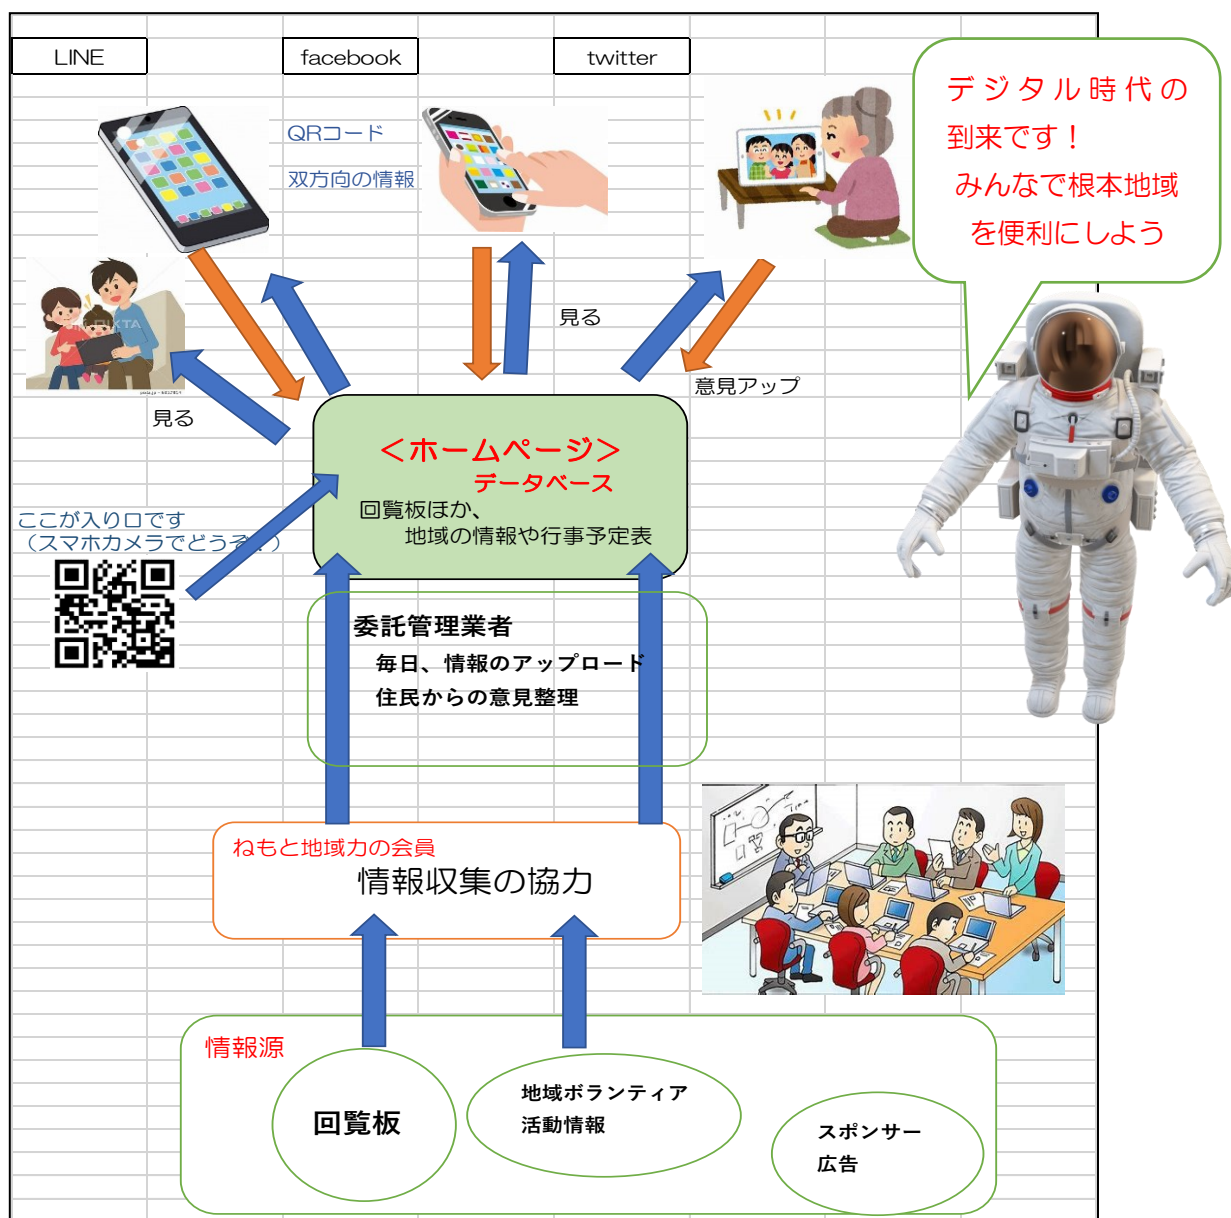 LINE
facebook
twitter
デジタル時代の
到来です!
みんなで根本地域
を便利にしよう
QRコード
双方向の情報
見る
意見アップ
見る
<ホームページ>
データベース
回覧板ほか、
地域の情報や行事予定表
ここが入り口です
(スマホカメラでどうぞ!)
委託管理業者
毎日、情報のアップロード
住民からの意見整理
ねもと地域力の会員
情報収集の協力
情報源
回覧板
地域ボランティア
活動情報
スポンサー
広告